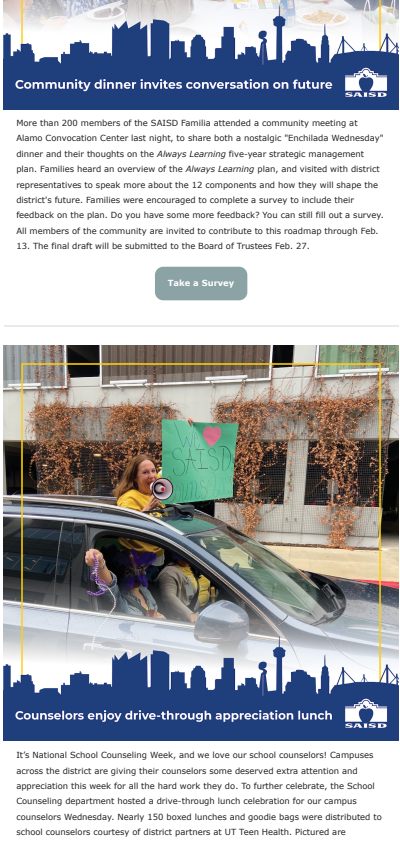 Community dinner invites conversation on future
SAISD
More than 200 members of the SAISD Familia attended a community meeting at
Alamo Convocation Center last night, to share both a nostalgic "Enchilada Wednesday"
dinner and their thoughts on the Always Learning five-year strategic management
plan. Families heard an overview of the Always Learning plan, and visited with district
representatives to speak more about the 12 components and how they will shape the
district's future. Families were encouraged to complete a survey to include their
feedback on the plan. Do you have some more feedback? You can still fill out a survey.
All members of the community are invited to contribute to this roadmap through Feb.
13. The final draft will be submitted to the Board of Trustees Feb. 27.
Take a Survey
WE
SAISD
Counselors enjoy drive-through appreciation lunch
SAISD
It's National School Counseling Week, and we love our school counselors! Campuses
across the district are giving their counselors some deserved extra attention and
appreciation this week for all the hard work they do. To further celebrate, the School
Counseling department hosted a drive-through lunch celebration for our campus
counselors Wednesday. Nearly 150 boxed lunches and goodie bags were distributed to
school counselors courtesy of district partners at UT Teen Health. Pictured are